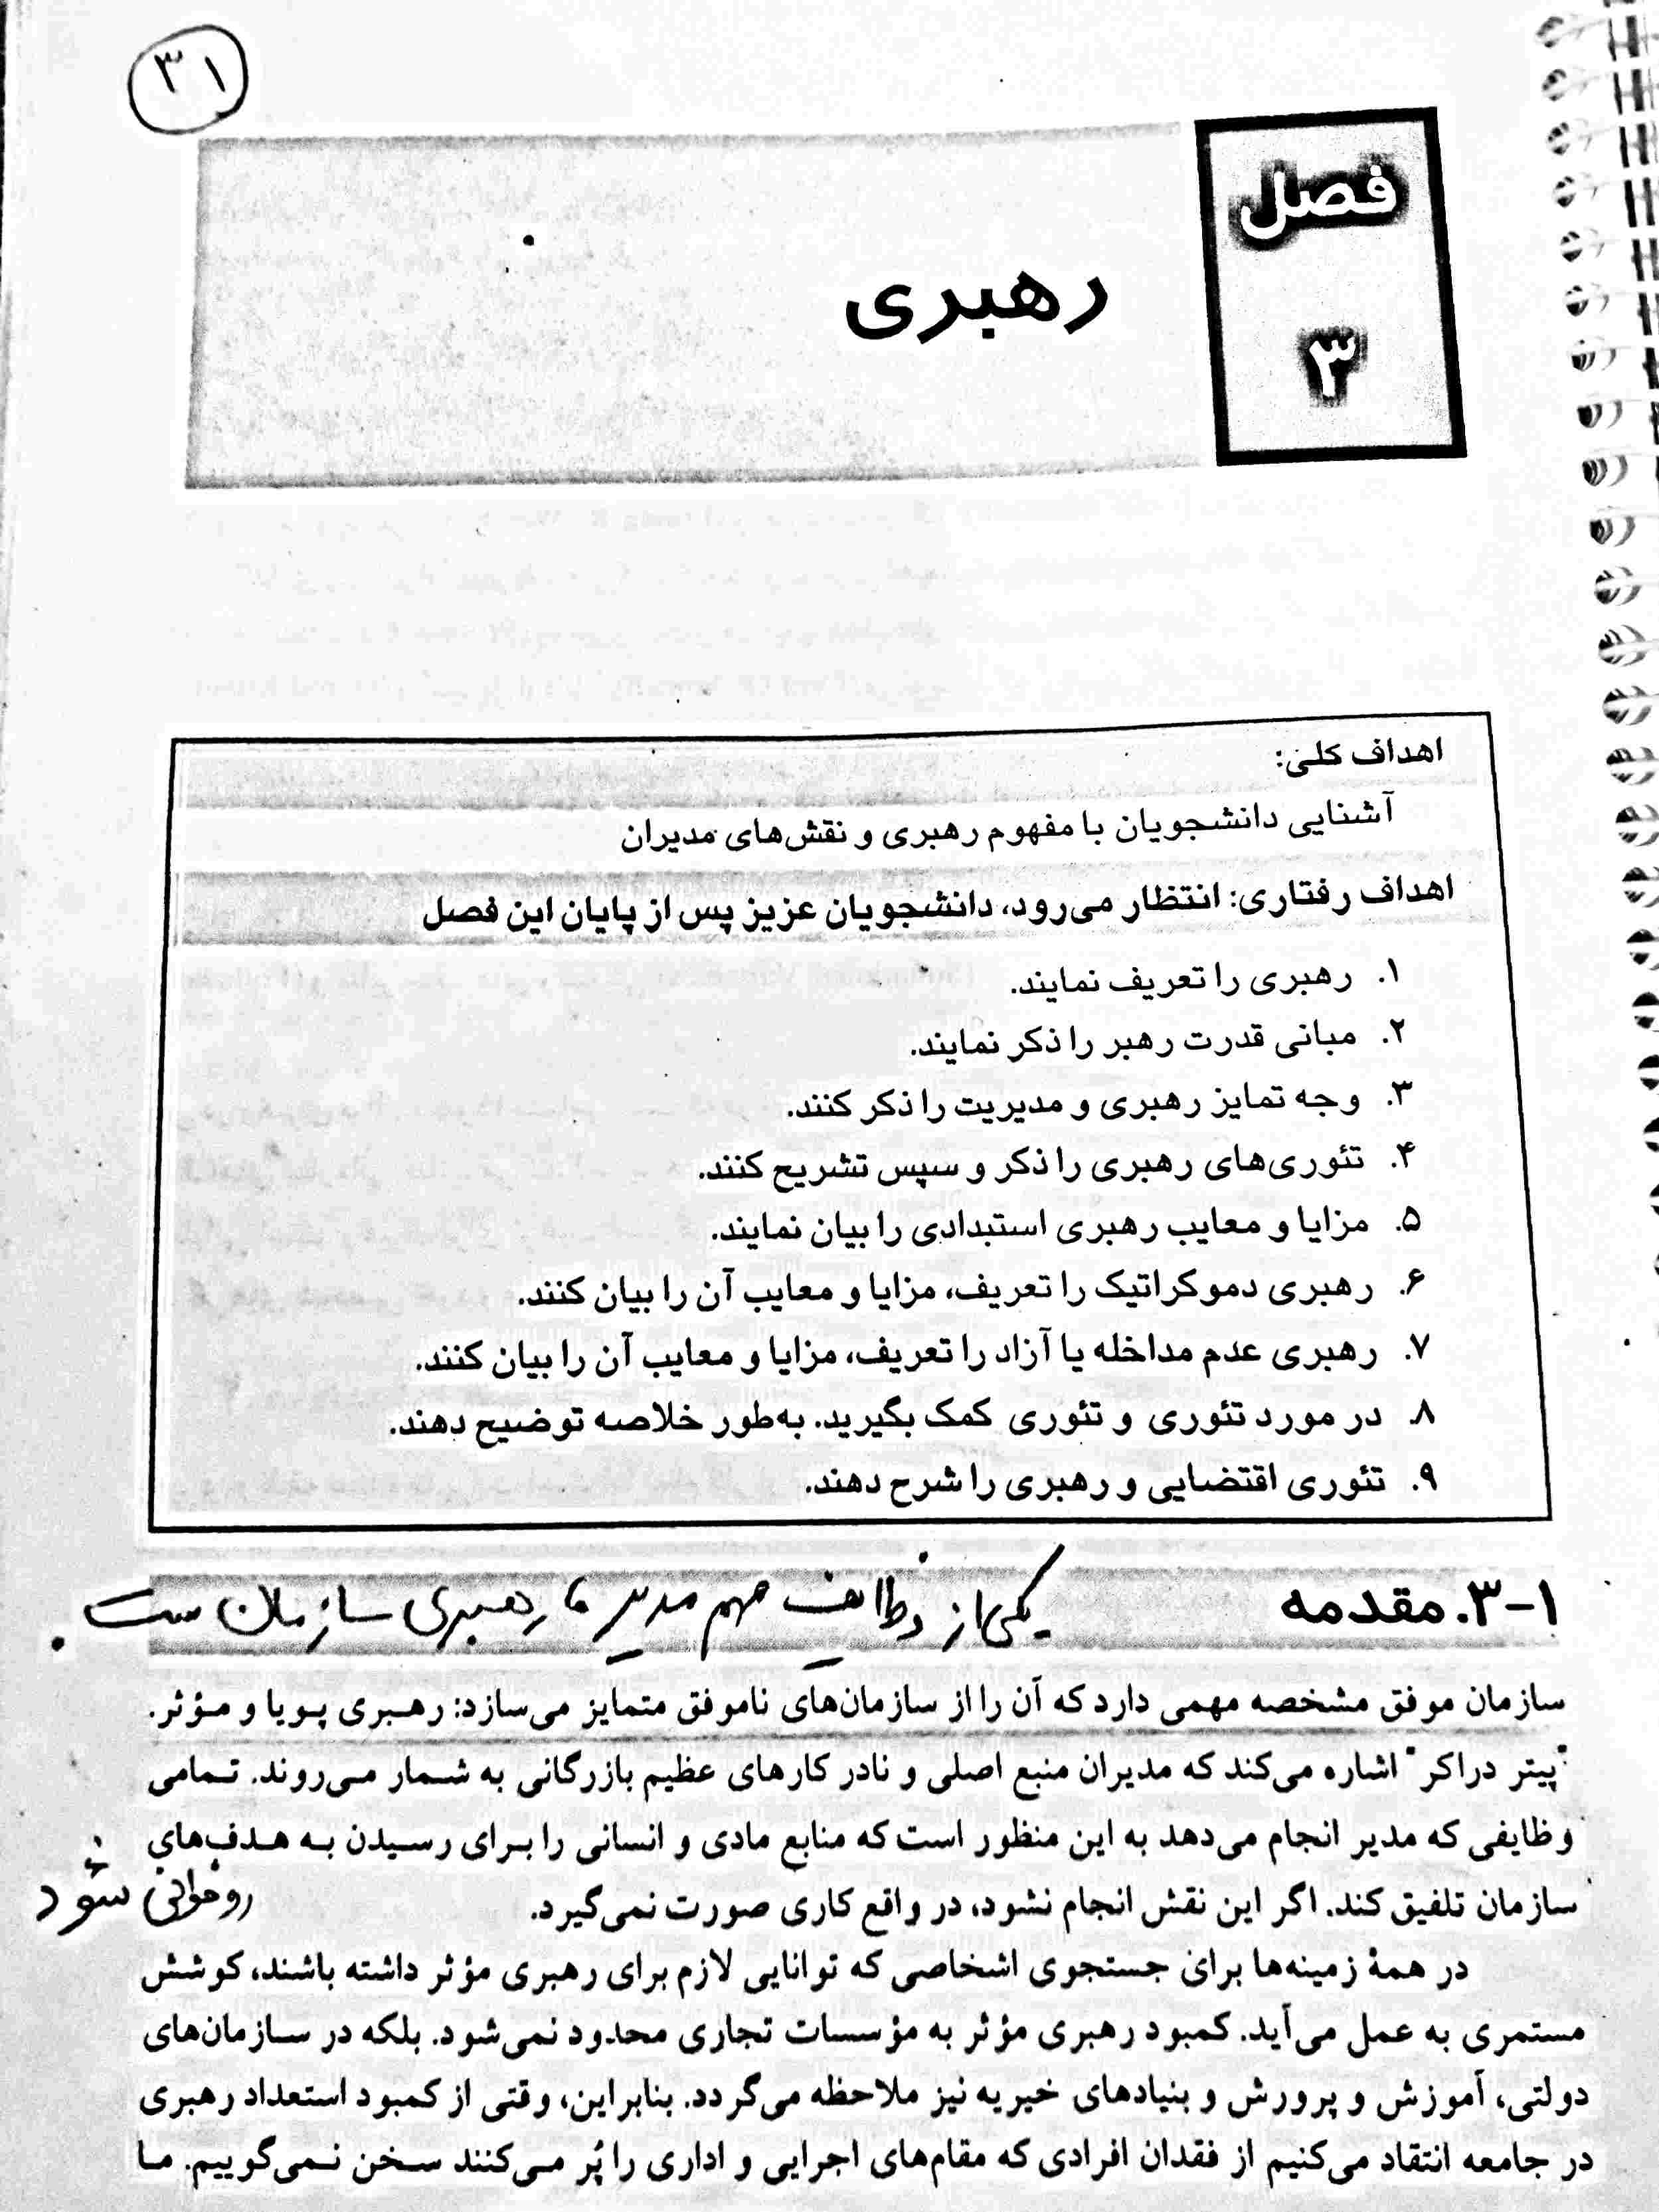 ۳۱
فصل
۳
رهبری
اهداف کلی:
آشنایی دانشجویان با مفهوم رهبری و نقش‌های مدیران
اهداف رفتاری: انتظار می‌رود، دانشجویان عزیز پس از پایان این فصل
۱. رهبری را تعریف نمایند.
۲. مبانی قدرت رهبر را ذکر نمایند.
۳. وجه تمایز رهبری و مدیریت را ذکر کنند.
۴. تئوری‌های رهبری را ذکر و سپس تشریح کنند.
۵. مزایا و معایب رهبری استبدادی را بیان نمایند.
۶. رهبری دموکراتیک را تعریف، مزایا و معایب آن را بیان کنند.
۷. رهبری عدم مداخله یا آزاد را تعریف، مزایا و معایب آن را بیان کنند.
۸. در مورد تئوری و تئوری کمک بگیرید. به‌طور خلاصه توضیح دهند.
۹. تئوری اقتضایی و رهبری را شرح دهند.
۳-۱. مقدمه
یکی از وظایف مهم مدیر ما رهبری سازمان ست.
سازمان موفق مشخصه مهمی دارد که آن را از سازمان‌های ناموفق متمایز می‌سازد: رهبری پویا و مؤثر.
"پیتر دراکر" اشاره می‌کند که مدیران منبع اصلی و نادر کارهای عظیم بازرگانی به شمار می‌روند. تمامی
وظایفی که مدیر انجام می‌دهد به این منظور است که منابع مادی و انسانی را برای رسیدن به هدف‌های
سازمان تلفیق کند. اگر این نقش انجام نشود، در واقع کاری صورت نمی‌گیرد.
روخوانی شود
در همهٔ زمینه‌ها برای جستجوی اشخاصی که توانایی لازم برای رهبری مؤثر داشته باشند، کوشش
مستمری به عمل می‌آید. کمبود رهبری مؤثر به مؤسسات تجاری محدود نمی‌شود. بلکه در سازمان‌های
دولتی، آموزش و پرورش و بنیادهای خیریه نیز ملاحظه می‌گردد. بنابراین، وقتی از کمبود استعداد رهبری
در جامعه انتقاد می‌کنیم از فقدان افرادی که مقام‌های اجرایی و اداری را پُر می‌کنند سخن نمی‌گوییم. ما